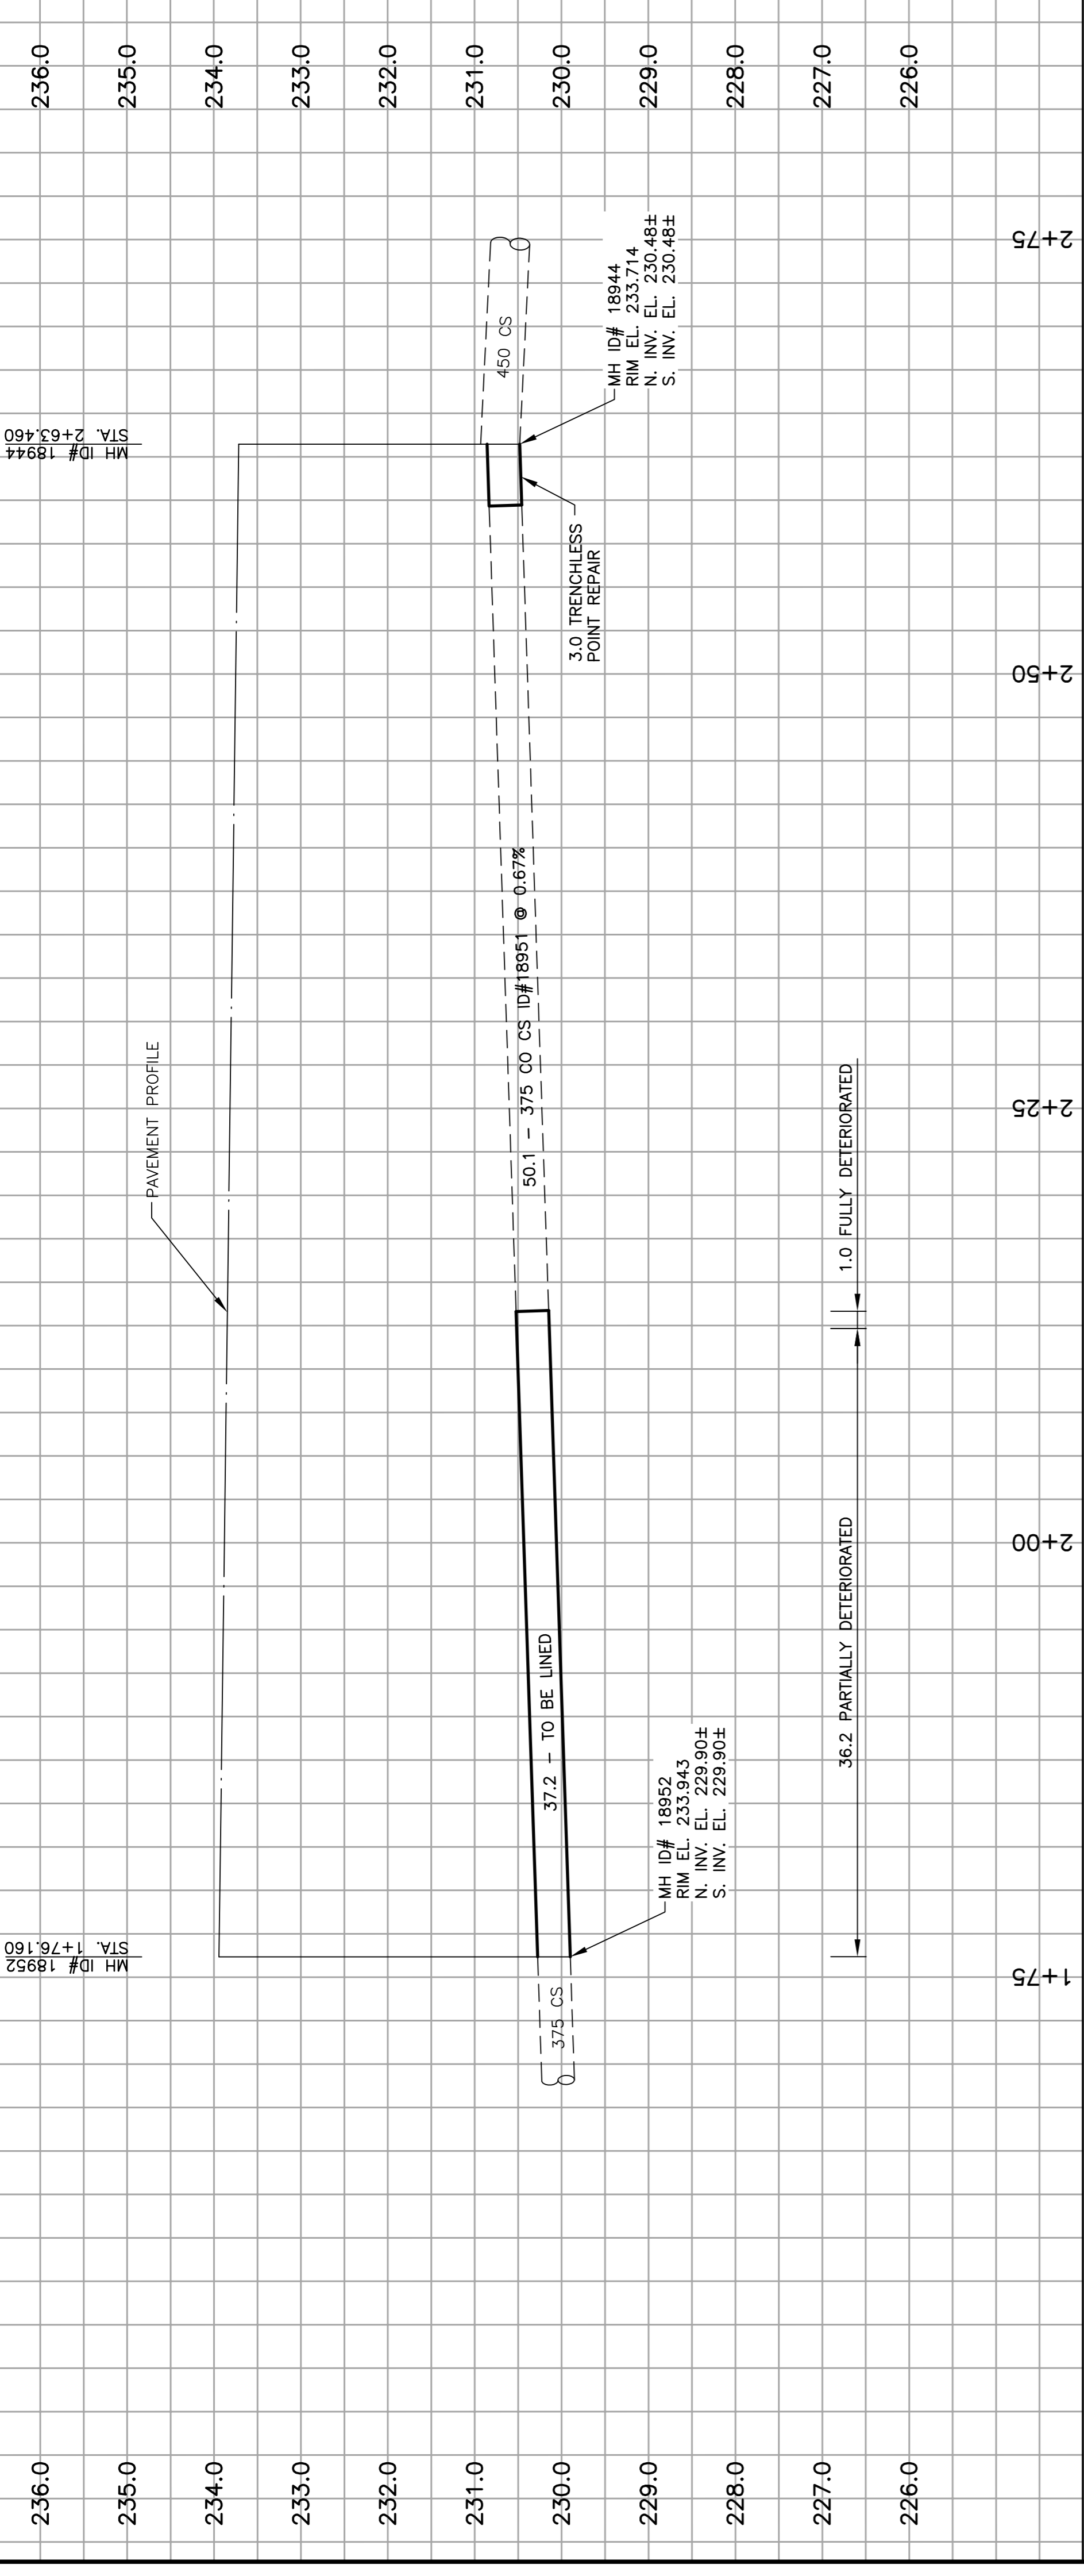 236.0
235.0
234.0
233.0
232.0
231.0
230.0
229.0
228.0
227.0
226.0
MH ID# 18952
STA. 1+76.160
MH ID# 18944
STA. 2+63.460
PAVEMENT PROFILE
375 CS
37.2 – TO BE LINED
50.1 – 375 CO CS ID#18951 @ 0.67%
450 CS
3.0 TRENCHLESS
POINT REPAIR
MH ID# 18952
RIM EL. 233.943
N. INV. EL. 229.90±
S. INV. EL. 229.90±
MH ID# 18944
RIM EL. 233.714
N. INV. EL. 230.48±
S. INV. EL. 230.48±
36.2 PARTIALLY DETERIORATED
1.0 FULLY DETERIORATED
1+75
2+00
2+25
2+50
2+75
236.0
235.0
234.0
233.0
232.0
231.0
230.0
229.0
228.0
227.0
226.0